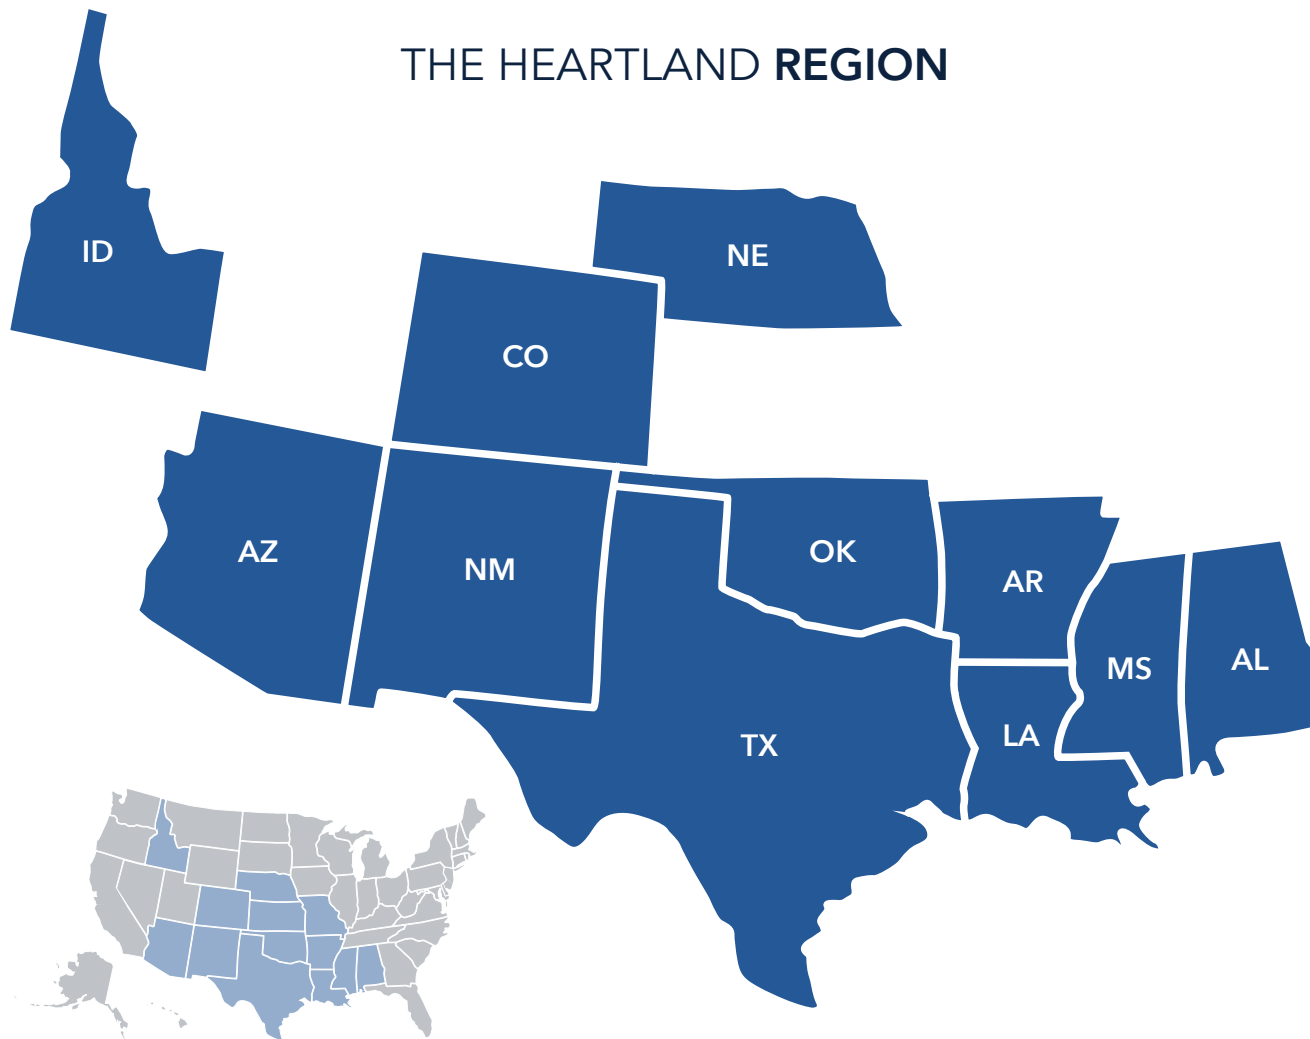 THE HEARTLAND REGION
ID
NE
CO
AZ
NM
OK
AR
MS
AL
LA
TX